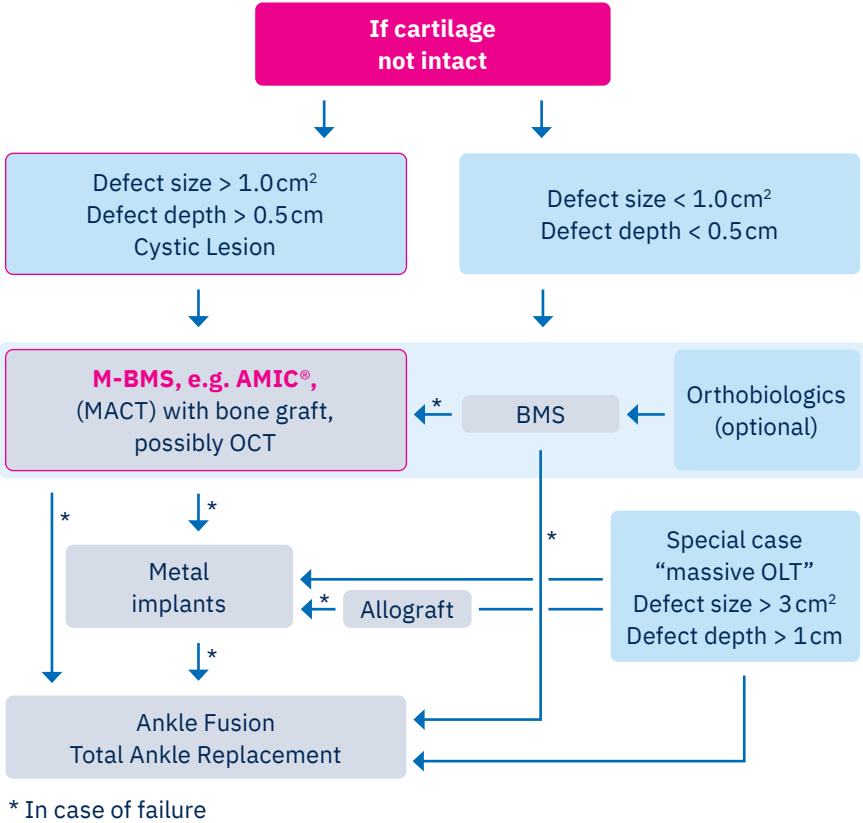 If cartilage
not intact
Defect size > 1.0 cm²
Defect depth > 0.5 cm
Cystic Lesion
Defect size < 1.0 cm²
Defect depth < 0.5 cm
M-BMS, e.g. AMIC®,
(MACT) with bone graft,
possibly OCT
*
BMS
Orthobiologics
(optional)
*
*
*
Special case
“massive OLT”
Defect size > 3 cm²
Defect depth > 1 cm
Metal
implants
*
Allograft
*
Ankle Fusion
Total Ankle Replacement
* In case of failure